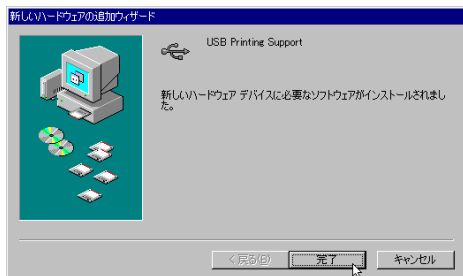 新しいハードウェアの追加ウィザード
USB Printing Support
新しいハードウェア デバイスに必要なソフトウェアがインストールされまし
た。
< 戻る(B)
完了
キャンセル